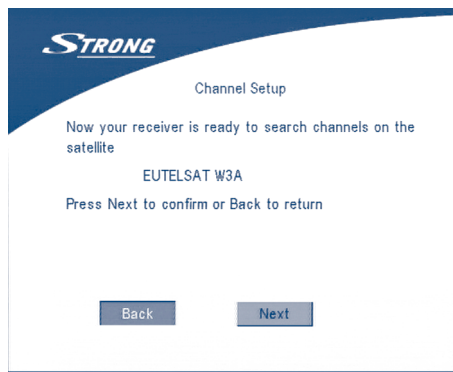 STRONG
Channel Setup
Now your receiver is ready to search channels on the
satellite
EUTELSAT W3A
Press Next to confirm or Back to return
Back Next